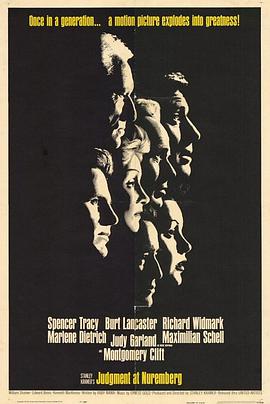 Once in a generation... a motion picture explodes into greatness!
Spencer Tracy Burt Lancaster Richard Widmark
Marlene Dietrich Judy Garland Maximilian Schell
Montgomery Clift
STANLEY
KRAMER'S
Judgment at Nuremberg